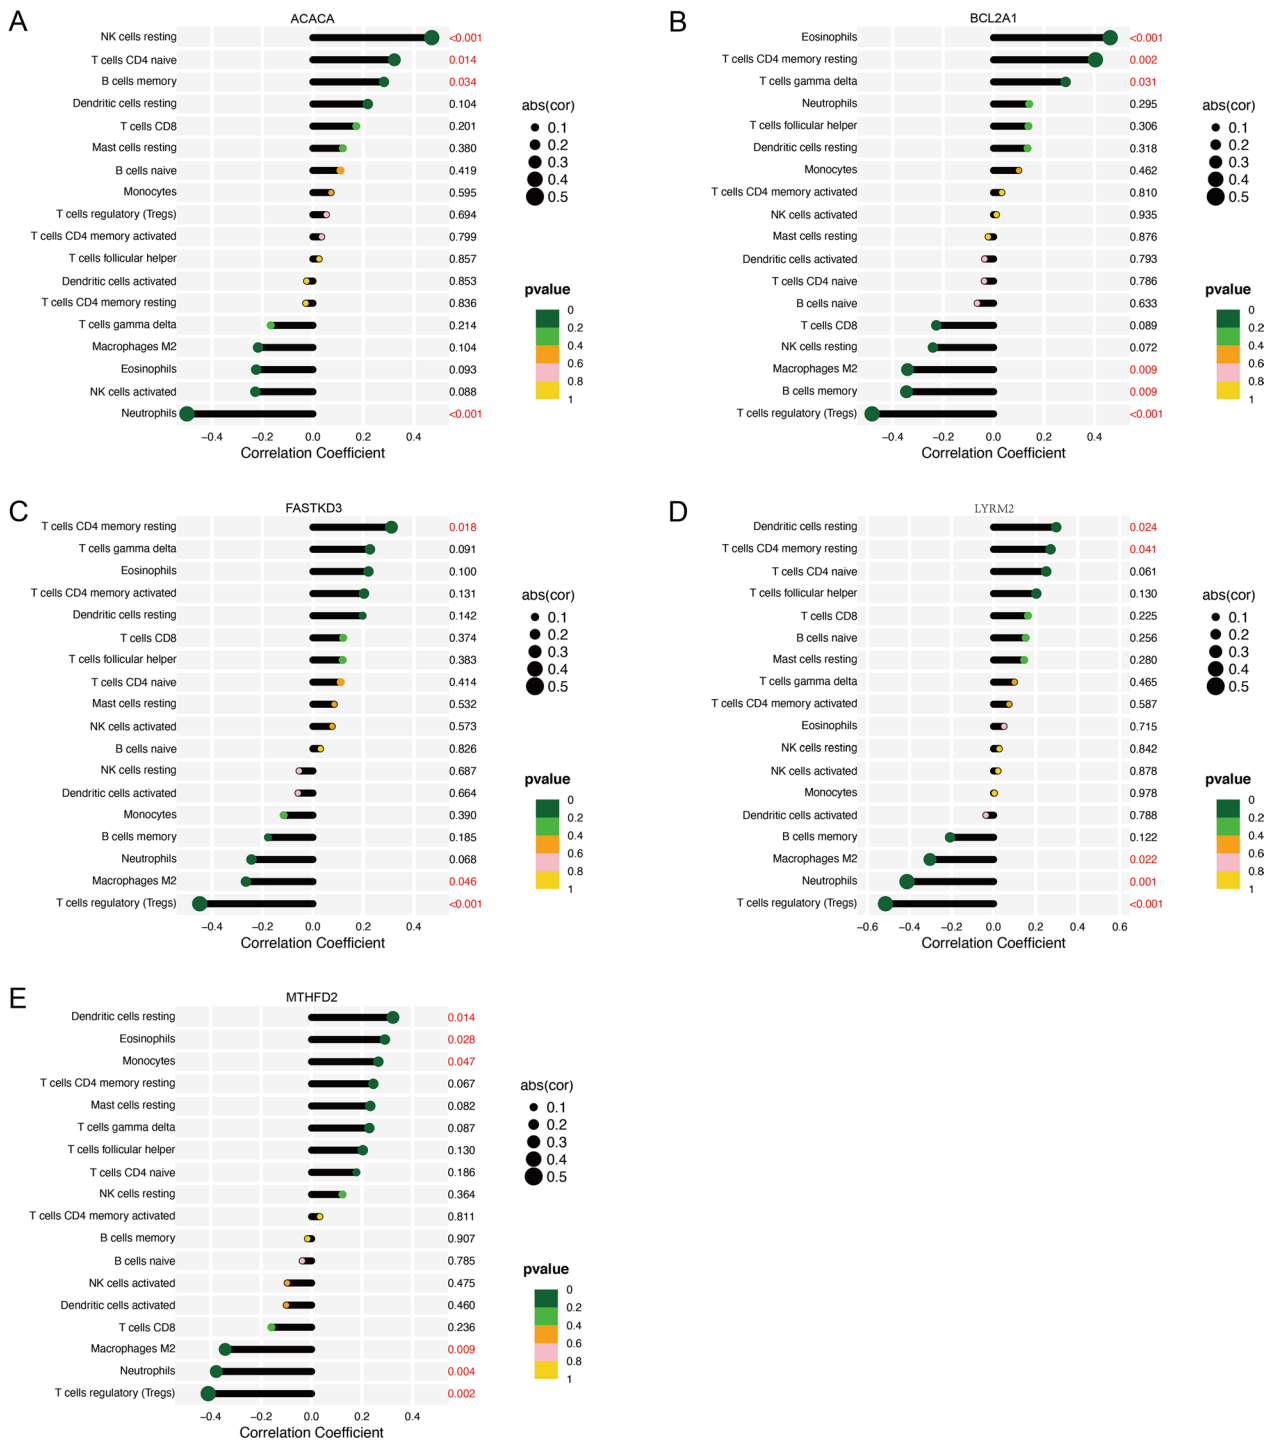 A
ACACA
NK cells resting <0.001
T cells CD4 naive 0.014
B cells memory 0.034
Dendritic cells resting 0.104
T cells CD8 0.201
Mast cells resting 0.380
B cells naive 0.419
Monocytes 0.595
T cells regulatory (Tregs) 0.694
T cells CD4 memory activated 0.799
T cells follicular helper 0.857
Dendritic cells activated 0.853
T cells CD4 memory resting 0.836
T cells gamma delta 0.214
Macrophages M2 0.104
Eosinophils 0.093
NK cells activated 0.088
Neutrophils <0.001
−0.4 −0.2 0.0 0.2 0.4
Correlation Coefficient
abs(cor)
0.1
0.2
0.3
0.4
0.5
pvalue
0
0.2
0.4
0.6
0.8
1
B
BCL2A1
Eosinophils <0.001
T cells CD4 memory resting 0.002
T cells gamma delta 0.031
Neutrophils 0.295
T cells follicular helper 0.306
Dendritic cells resting 0.318
Monocytes 0.462
T cells CD4 memory activated 0.810
NK cells activated 0.935
Mast cells resting 0.876
Dendritic cells activated 0.793
T cells CD4 naive 0.786
B cells naive 0.633
T cells CD8 0.089
NK cells resting 0.072
Macrophages M2 0.009
B cells memory 0.009
T cells regulatory (Tregs) <0.001
−0.4 −0.2 0.0 0.2 0.4
Correlation Coefficient
abs(cor)
0.1
0.2
0.3
0.4
0.5
pvalue
0
0.2
0.4
0.6
0.8
1
C
FASTKD3
T cells CD4 memory resting 0.018
T cells gamma delta 0.091
Eosinophils 0.100
T cells CD4 memory activated 0.131
Dendritic cells resting 0.142
T cells CD8 0.374
T cells follicular helper 0.383
T cells CD4 naive 0.414
Mast cells resting 0.532
NK cells activated 0.573
B cells naive 0.826
NK cells resting 0.687
Dendritic cells activated 0.664
Monocytes 0.390
B cells memory 0.185
Neutrophils 0.068
Macrophages M2 0.046
T cells regulatory (Tregs) <0.001
−0.4 −0.2 0.0 0.2 0.4
Correlation Coefficient
abs(cor)
0.1
0.2
0.3
0.4
0.5
pvalue
0
0.2
0.4
0.6
0.8
1
D
LYRM2
Dendritic cells resting 0.024
T cells CD4 memory resting 0.041
T cells CD4 naive 0.061
T cells follicular helper 0.130
T cells CD8 0.225
B cells naive 0.256
Mast cells resting 0.280
T cells gamma delta 0.465
T cells CD4 memory activated 0.587
Eosinophils 0.715
NK cells resting 0.842
NK cells activated 0.878
Monocytes 0.978
Dendritic cells activated 0.788
B cells memory 0.122
Macrophages M2 0.022
Neutrophils 0.001
T cells regulatory (Tregs) <0.001
−0.6 −0.4 −0.2 0.0 0.2 0.4 0.6
Correlation Coefficient
abs(cor)
0.1
0.2
0.3
0.4
0.5
pvalue
0
0.2
0.4
0.6
0.8
1
E
MTHFD2
Dendritic cells resting 0.014
Eosinophils 0.028
Monocytes 0.047
T cells CD4 memory resting 0.067
Mast cells resting 0.082
T cells gamma delta 0.087
T cells follicular helper 0.130
T cells CD4 naive 0.186
NK cells resting 0.364
T cells CD4 memory activated 0.811
B cells memory 0.907
B cells naive 0.785
NK cells activated 0.475
Dendritic cells activated 0.460
T cells CD8 0.236
Macrophages M2 0.009
Neutrophils 0.004
T cells regulatory (Tregs) 0.002
−0.4 −0.2 0.0 0.2 0.4
Correlation Coefficient
abs(cor)
0.1
0.2
0.3
0.4
0.5
pvalue
0
0.2
0.4
0.6
0.8
1